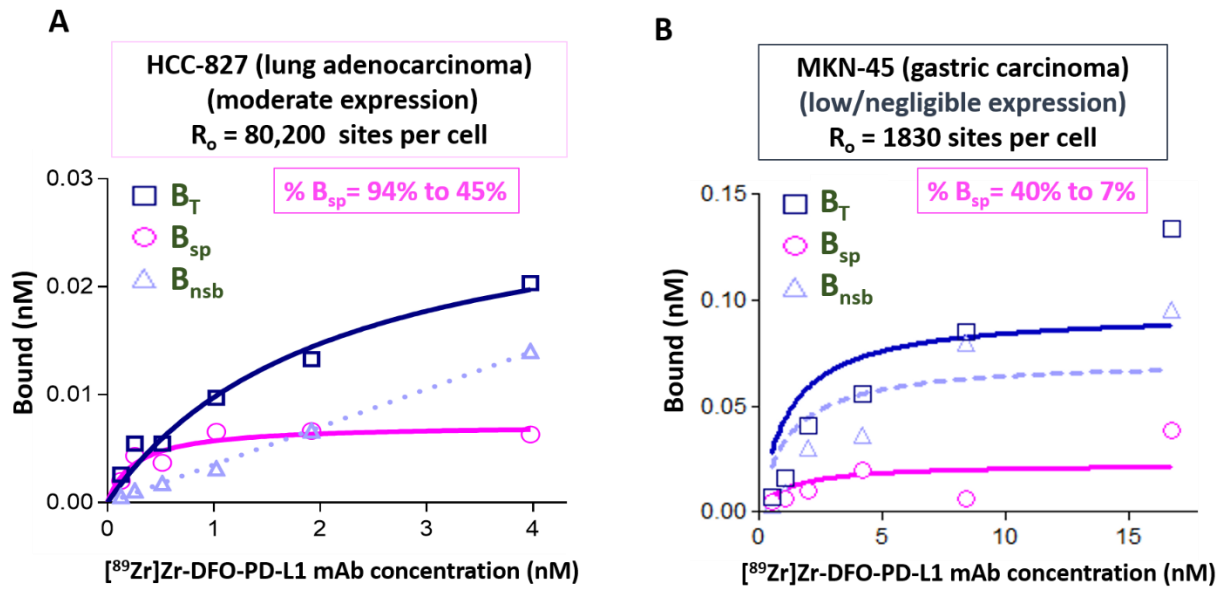 A
HCC-827 (lung adenocarcinoma)
(moderate expression)
Rₒ = 80,200 sites per cell
% Bsp= 94% to 45%
BT
Bsp
Bnsb
Bound (nM)
0.03
0.02
0.01
0.00
0 1 2 3 4
[⁸⁹Zr]Zr-DFO-PD-L1 mAb concentration (nM)
B
MKN-45 (gastric carcinoma)
(low/negligible expression)
Rₒ = 1830 sites per cell
% Bsp= 40% to 7%
BT
Bsp
Bnsb
Bound (nM)
0.15
0.10
0.05
0.00
0 5 10 15
[⁸⁹Zr]Zr-DFO-PD-L1 mAb concentration (nM)